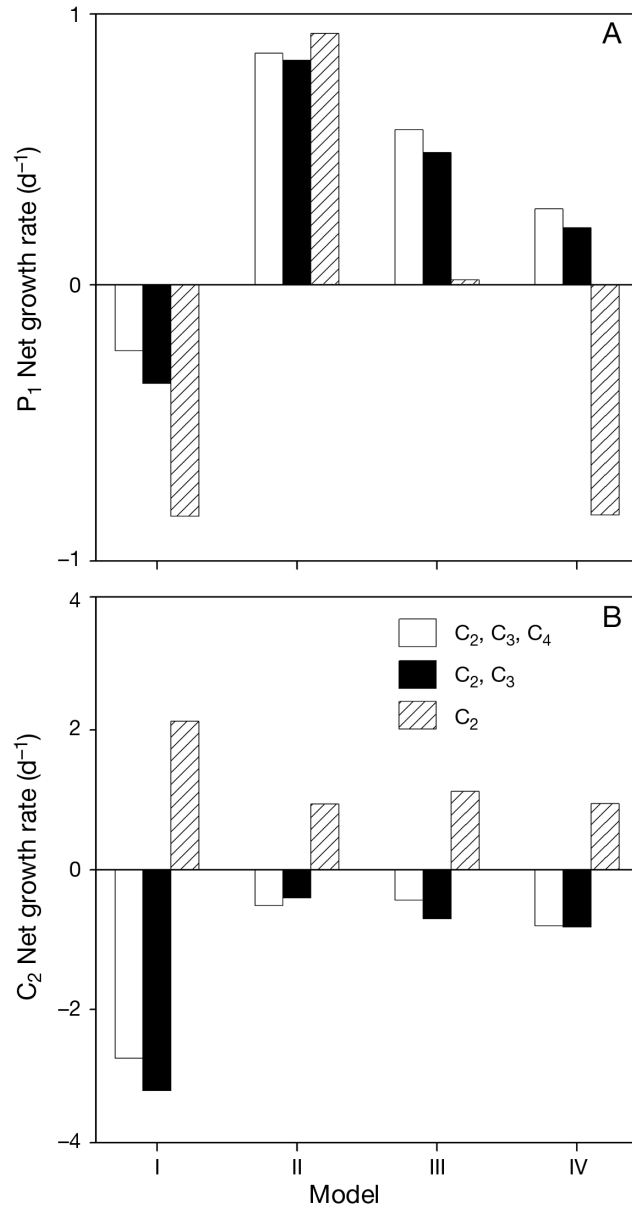 A
1
0
−1
P₁ Net growth rate (d⁻¹)
B
4
2
0
−2
−4
C₂ Net growth rate (d⁻¹)
C₂, C₃, C₄
C₂, C₃
C₂
I II III IV
Model